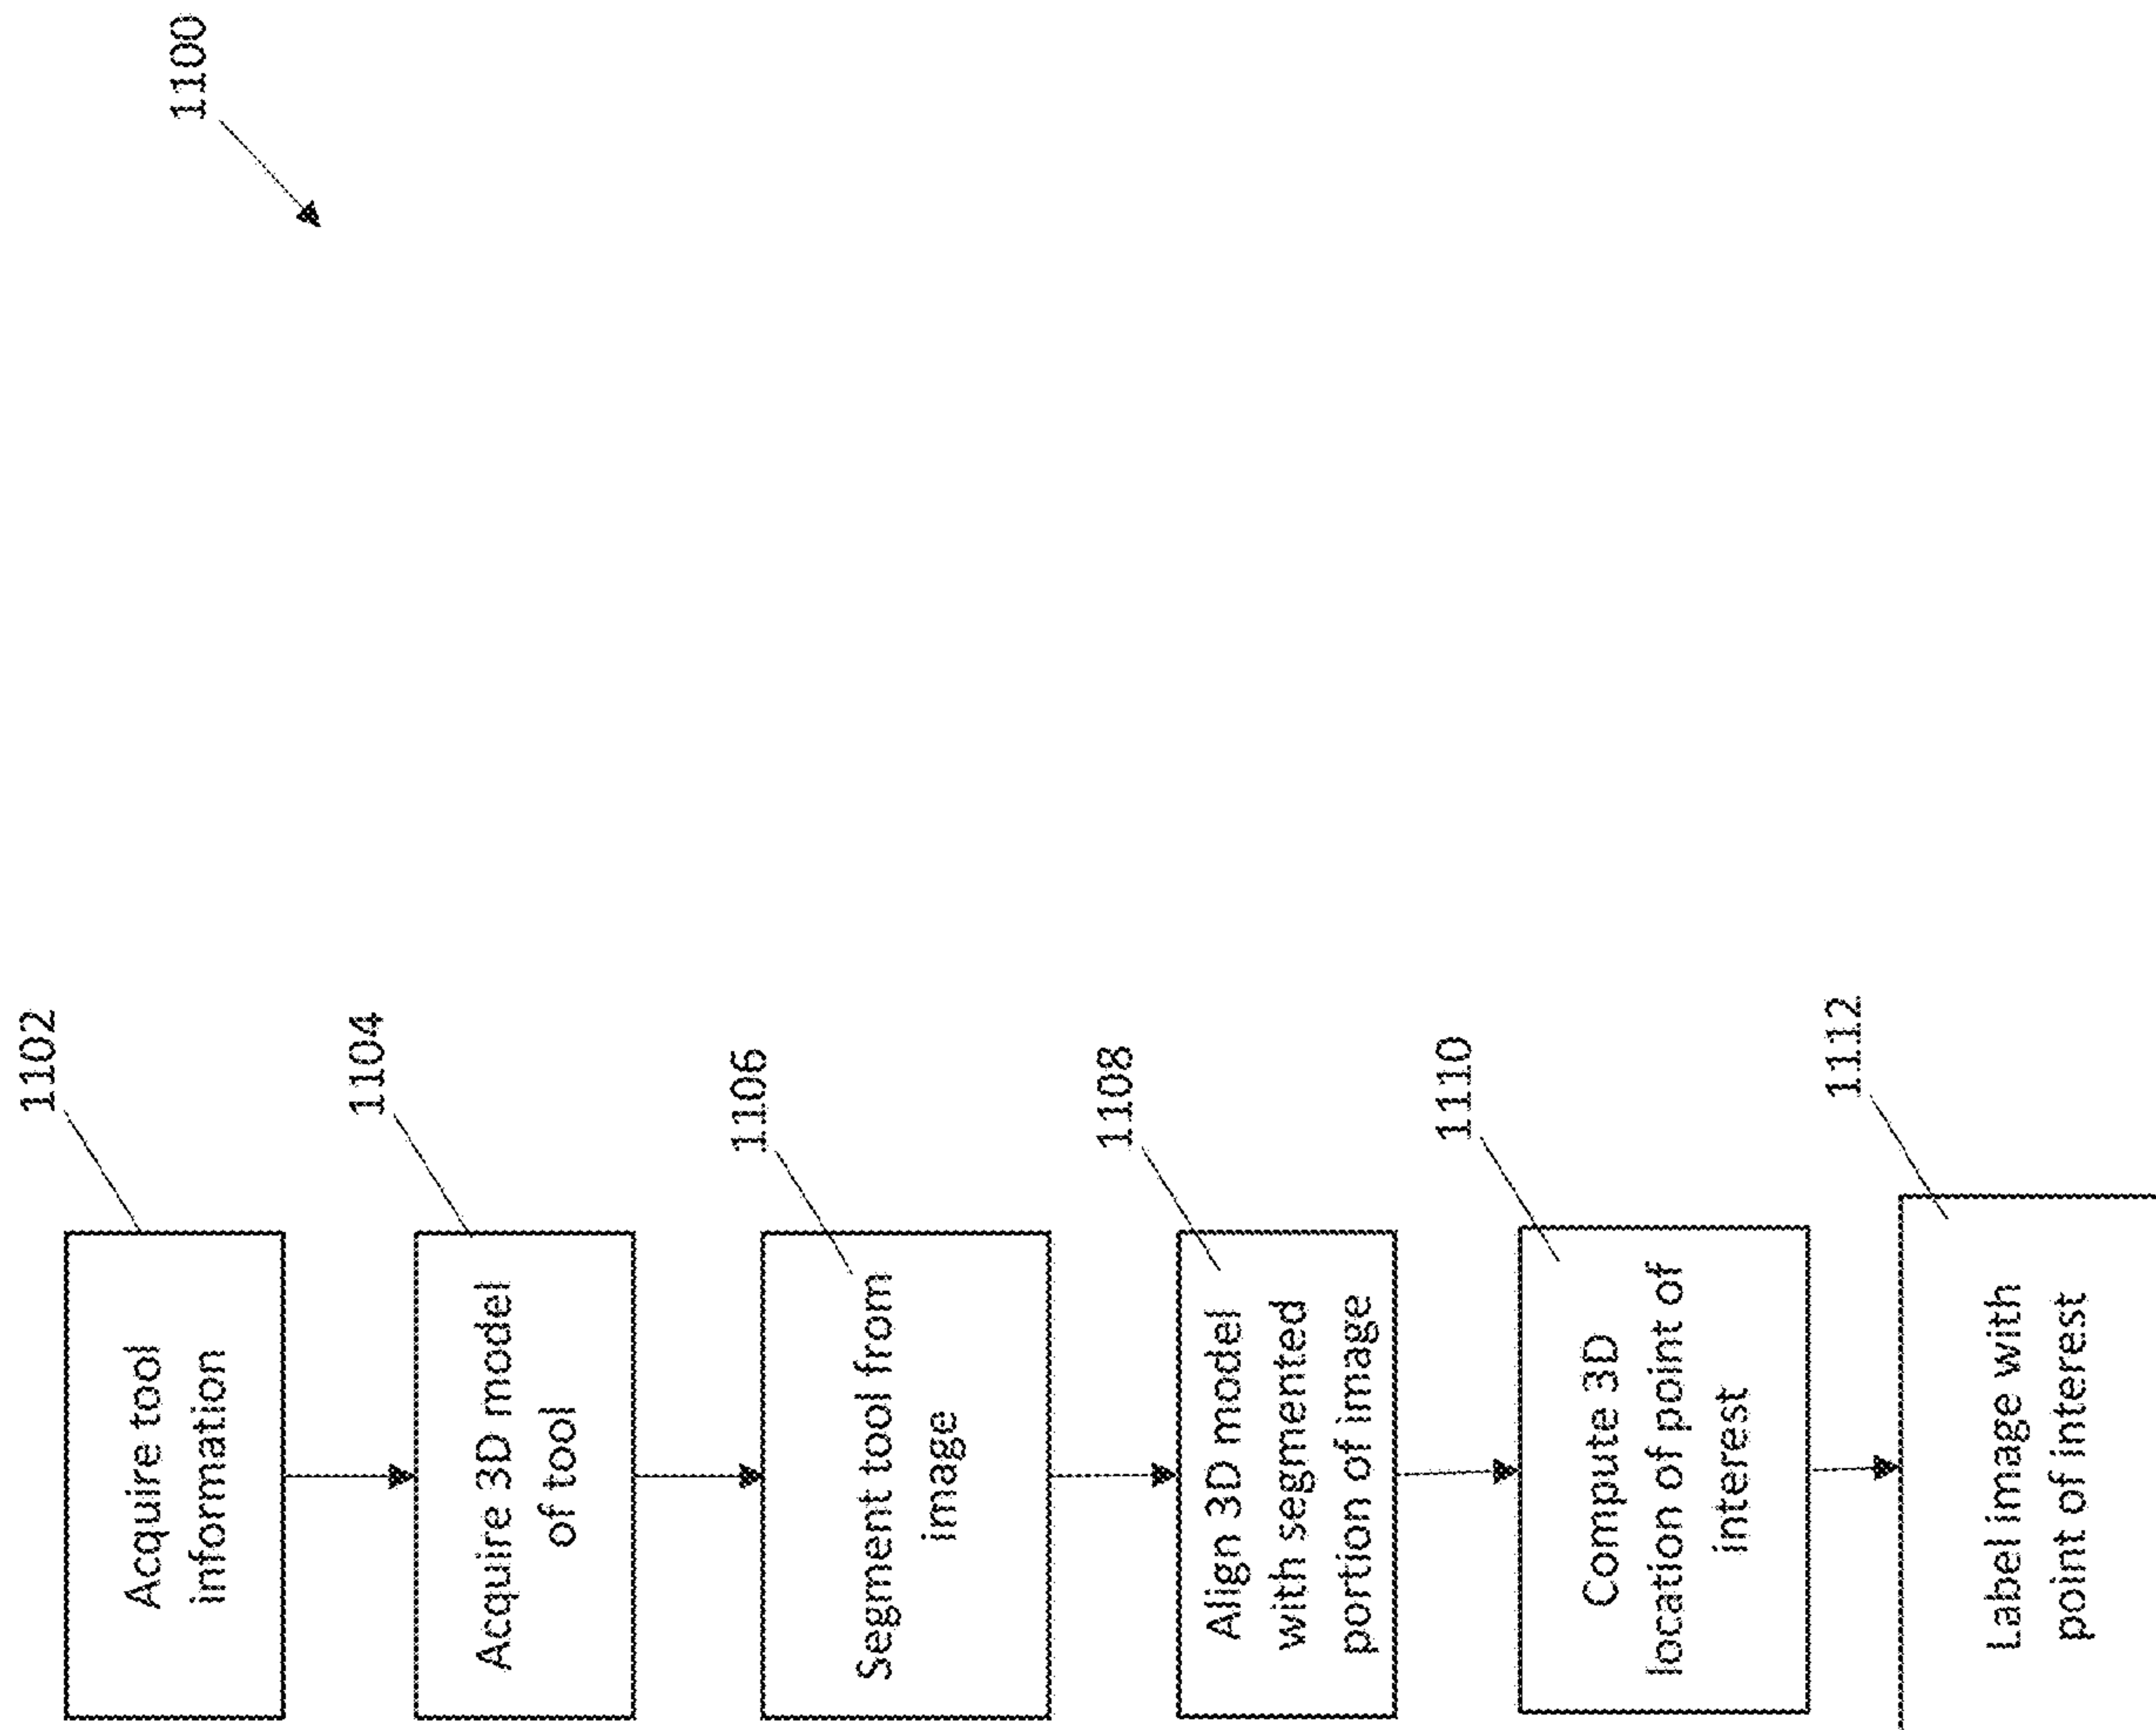 1100
1102
Acquire tool
information
1104
Acquire 3D model
of tool
1106
Segment tool from
image
1108
Align 3D model
with segmented
portion of image
1110
Compute 3D
location of point of
interest
1112
Label image with
point of interest